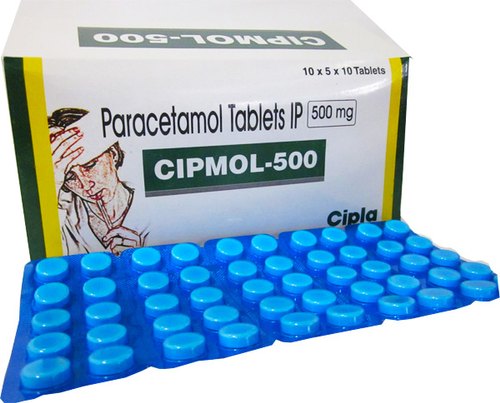 CIPMOL-500
10 x 5 x 10 Tablets
Paracetamol Tablets IP 500 mg
CIPMOL-500
Cipla